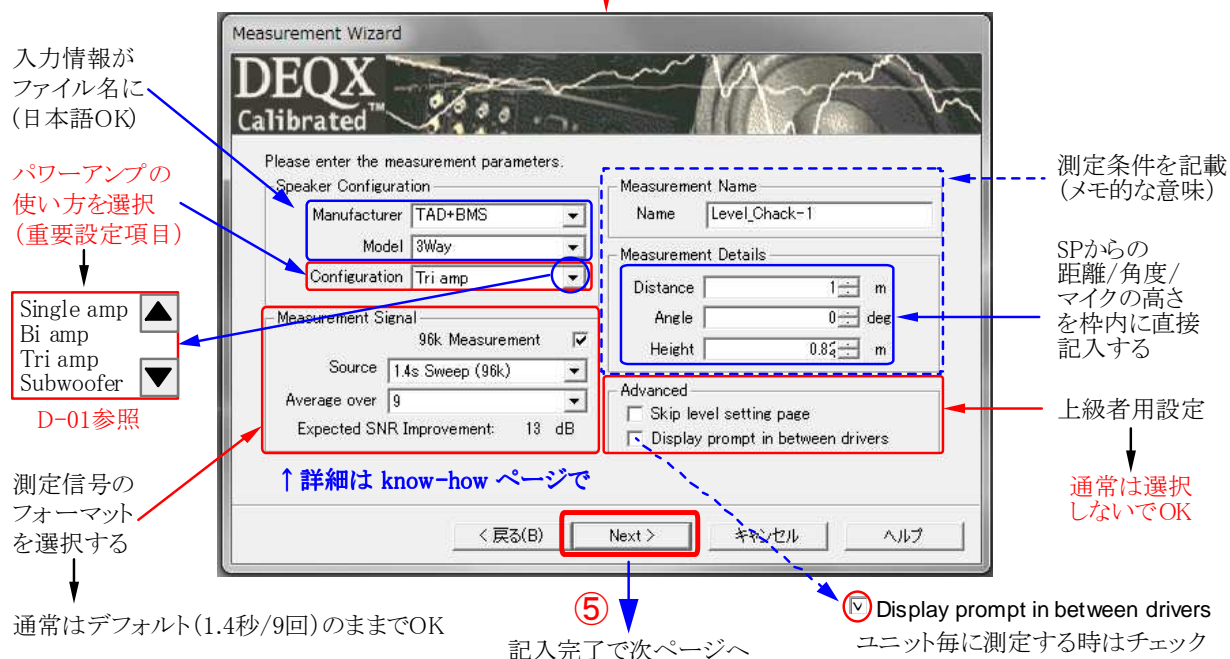 入力情報が
ファイル名に
(日本語OK)
パワーアンプの
使い方を選択
(重要設定項目)
Single amp
Bi amp
Tri amp
Subwoofer
D-01参照
測定信号の
フォーマット
を選択する
通常はデフォルト(1.4秒/9回)のままでOK
Measurement Wizard
DEQX
Calibrated™
Please enter the measurement parameters.
Speaker Configuration
Manufacturer TAD+BMS
Model 3Way
Configuration Tri amp
Measurement Signal
96k Measurement
Source 1.4s Sweep (96k)
Average over 9
Expected SNR Improvement: 13 dB
↑詳細は know-how ページで
Measurement Name
Name Level_Chack-1
Measurement Details
Distance 1 m
Angle 0 deg
Height 0.8 m
Advanced
Skip level setting page
Display prompt in between drivers
< 戻る(B) Next > キャンセル ヘルプ
⑤
記入完了で次ページへ
測定条件を記載
(メモ的な意味)
SPからの
距離/角度/
マイクの高さ
を枠内に直接
記入する
上級者用設定
通常は選択
しないでOK
Display prompt in between drivers
ユニット毎に測定する時はチェック